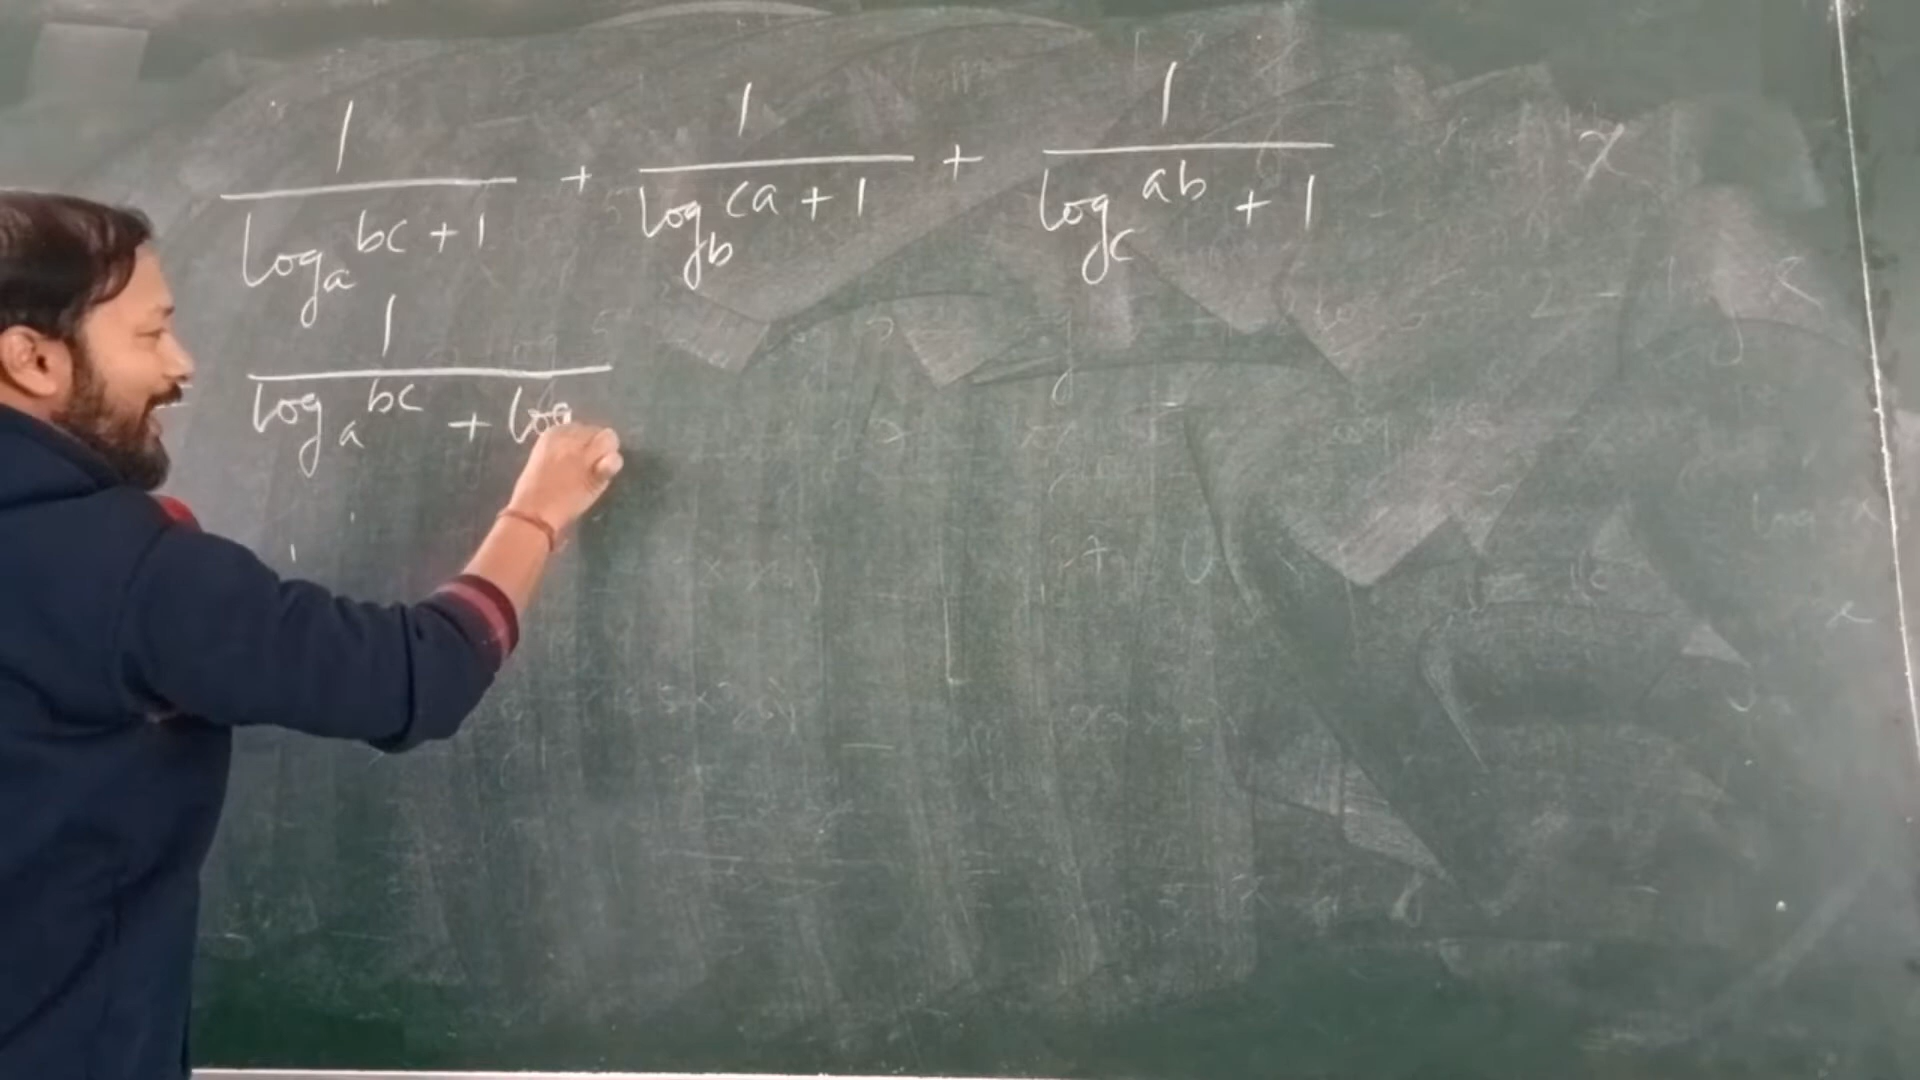 1/(log_a bc + 1) + 1/(log_b ca + 1) + 1/(log_c ab + 1)
1/(log_a bc + log